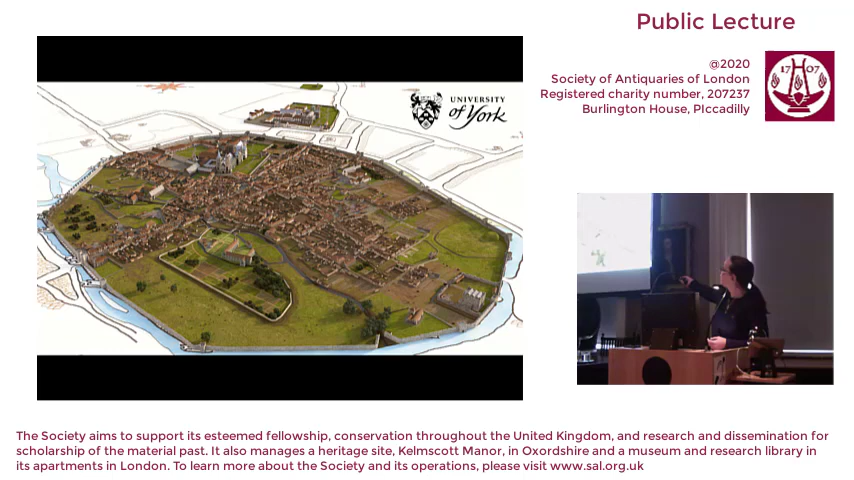 Public Lecture
@2020
Society of Antiquaries of London
Registered charity number, 207237
Burlington House, PIccadilly
17 07
UNIVERSITY
of York
The Society aims to support its esteemed fellowship, conservation throughout the United Kingdom, and research and dissemination for
scholarship of the material past. It also manages a heritage site, Kelmscott Manor, in Oxordshire and a museum and research library in
its apartments in London. To learn more about the Society and its operations, please visit www.sal.org.uk